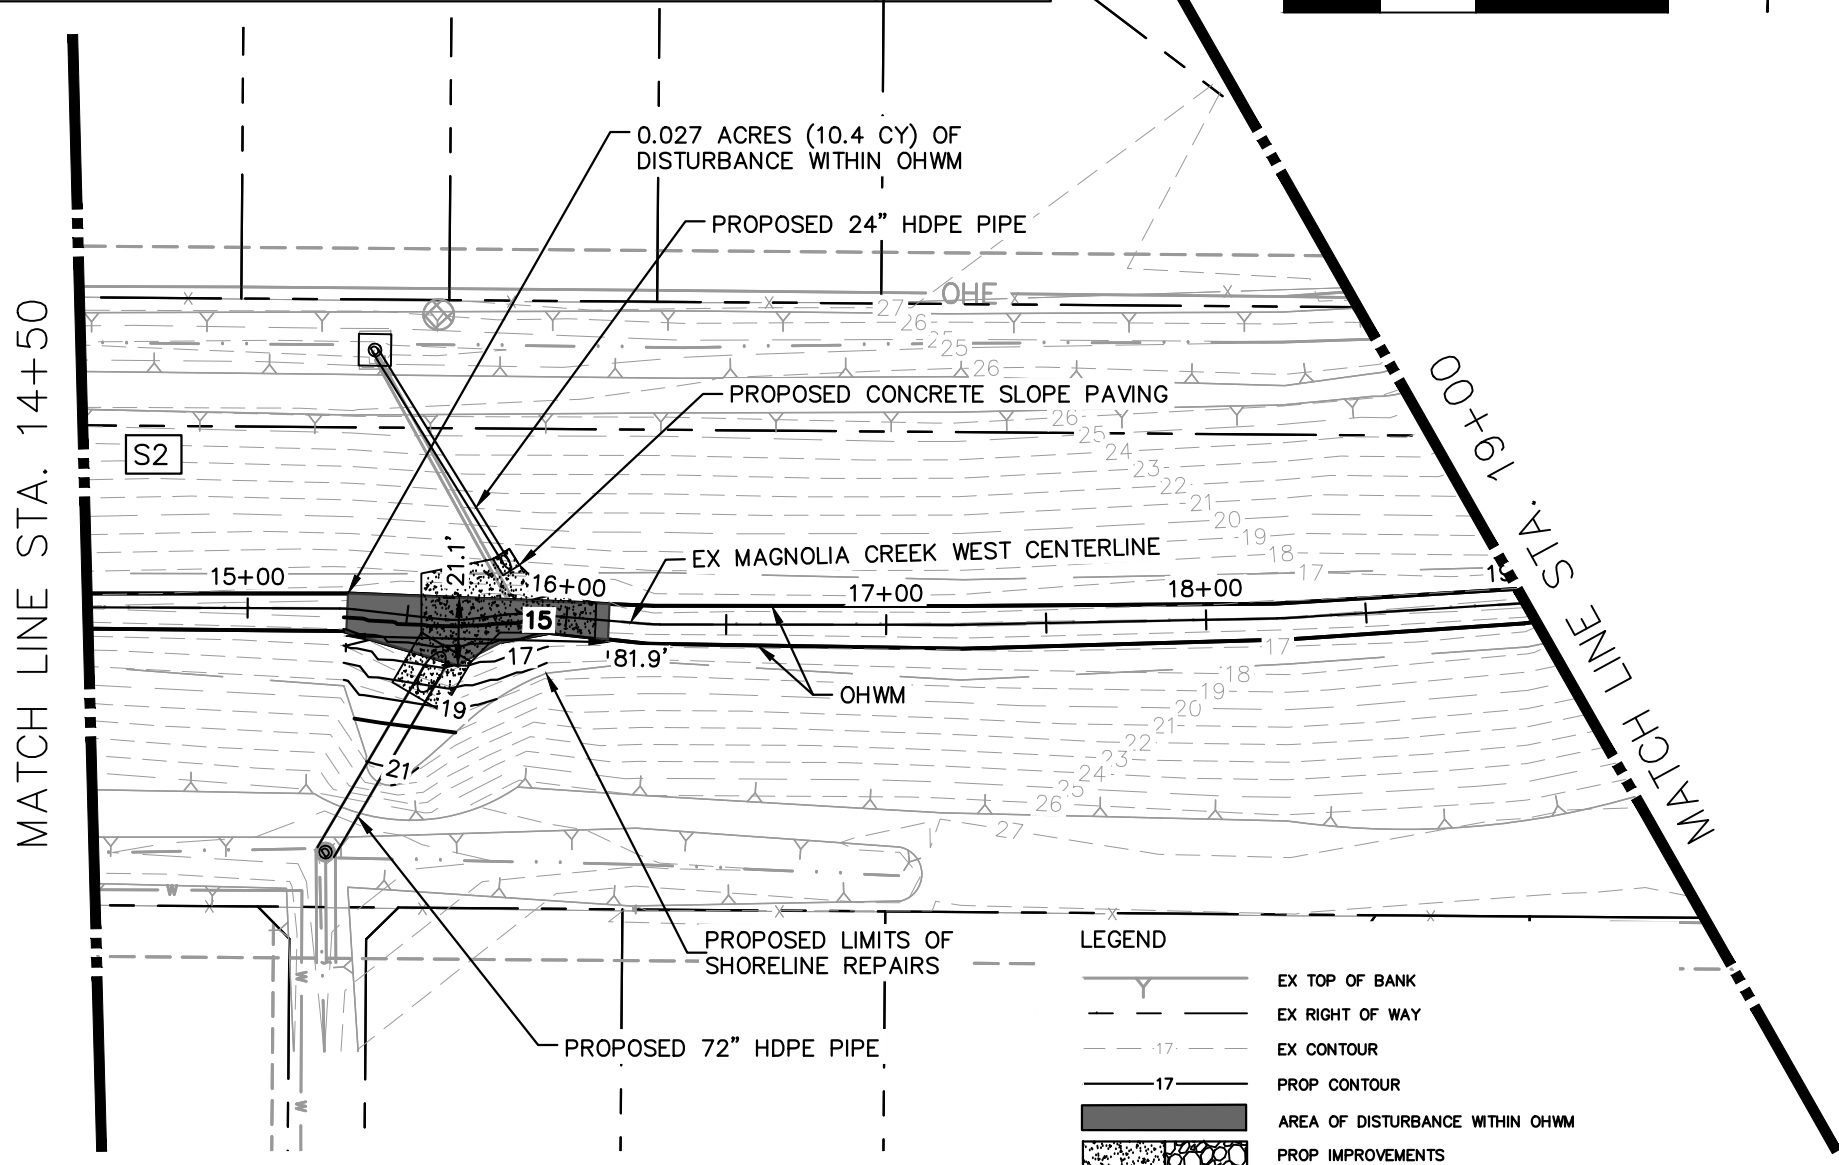 0.027 ACRES (10.4 CY) OF
DISTURBANCE WITHIN OHWM
PROPOSED 24" HDPE PIPE
OHE
27
26
25
25
26
PROPOSED CONCRETE SLOPE PAVING
MATCH LINE STA. 14+50
S2
26
25
24
23
22
21
20
19
18
17
MATCH LINE STA. 19+00
21.1'
EX MAGNOLIA CREEK WEST CENTERLINE
15+00
16+00
17+00
18+00
15
17
81.9'
17
18
19
20
21
22
23
24
25
26
27
OHWM
19
21
W
W
W
PROPOSED LIMITS OF
SHORELINE REPAIRS
PROPOSED 72" HDPE PIPE
LEGEND
EX TOP OF BANK
EX RIGHT OF WAY
17 EX CONTOUR
17 PROP CONTOUR
AREA OF DISTURBANCE WITHIN OHWM
PROP IMPROVEMENTS